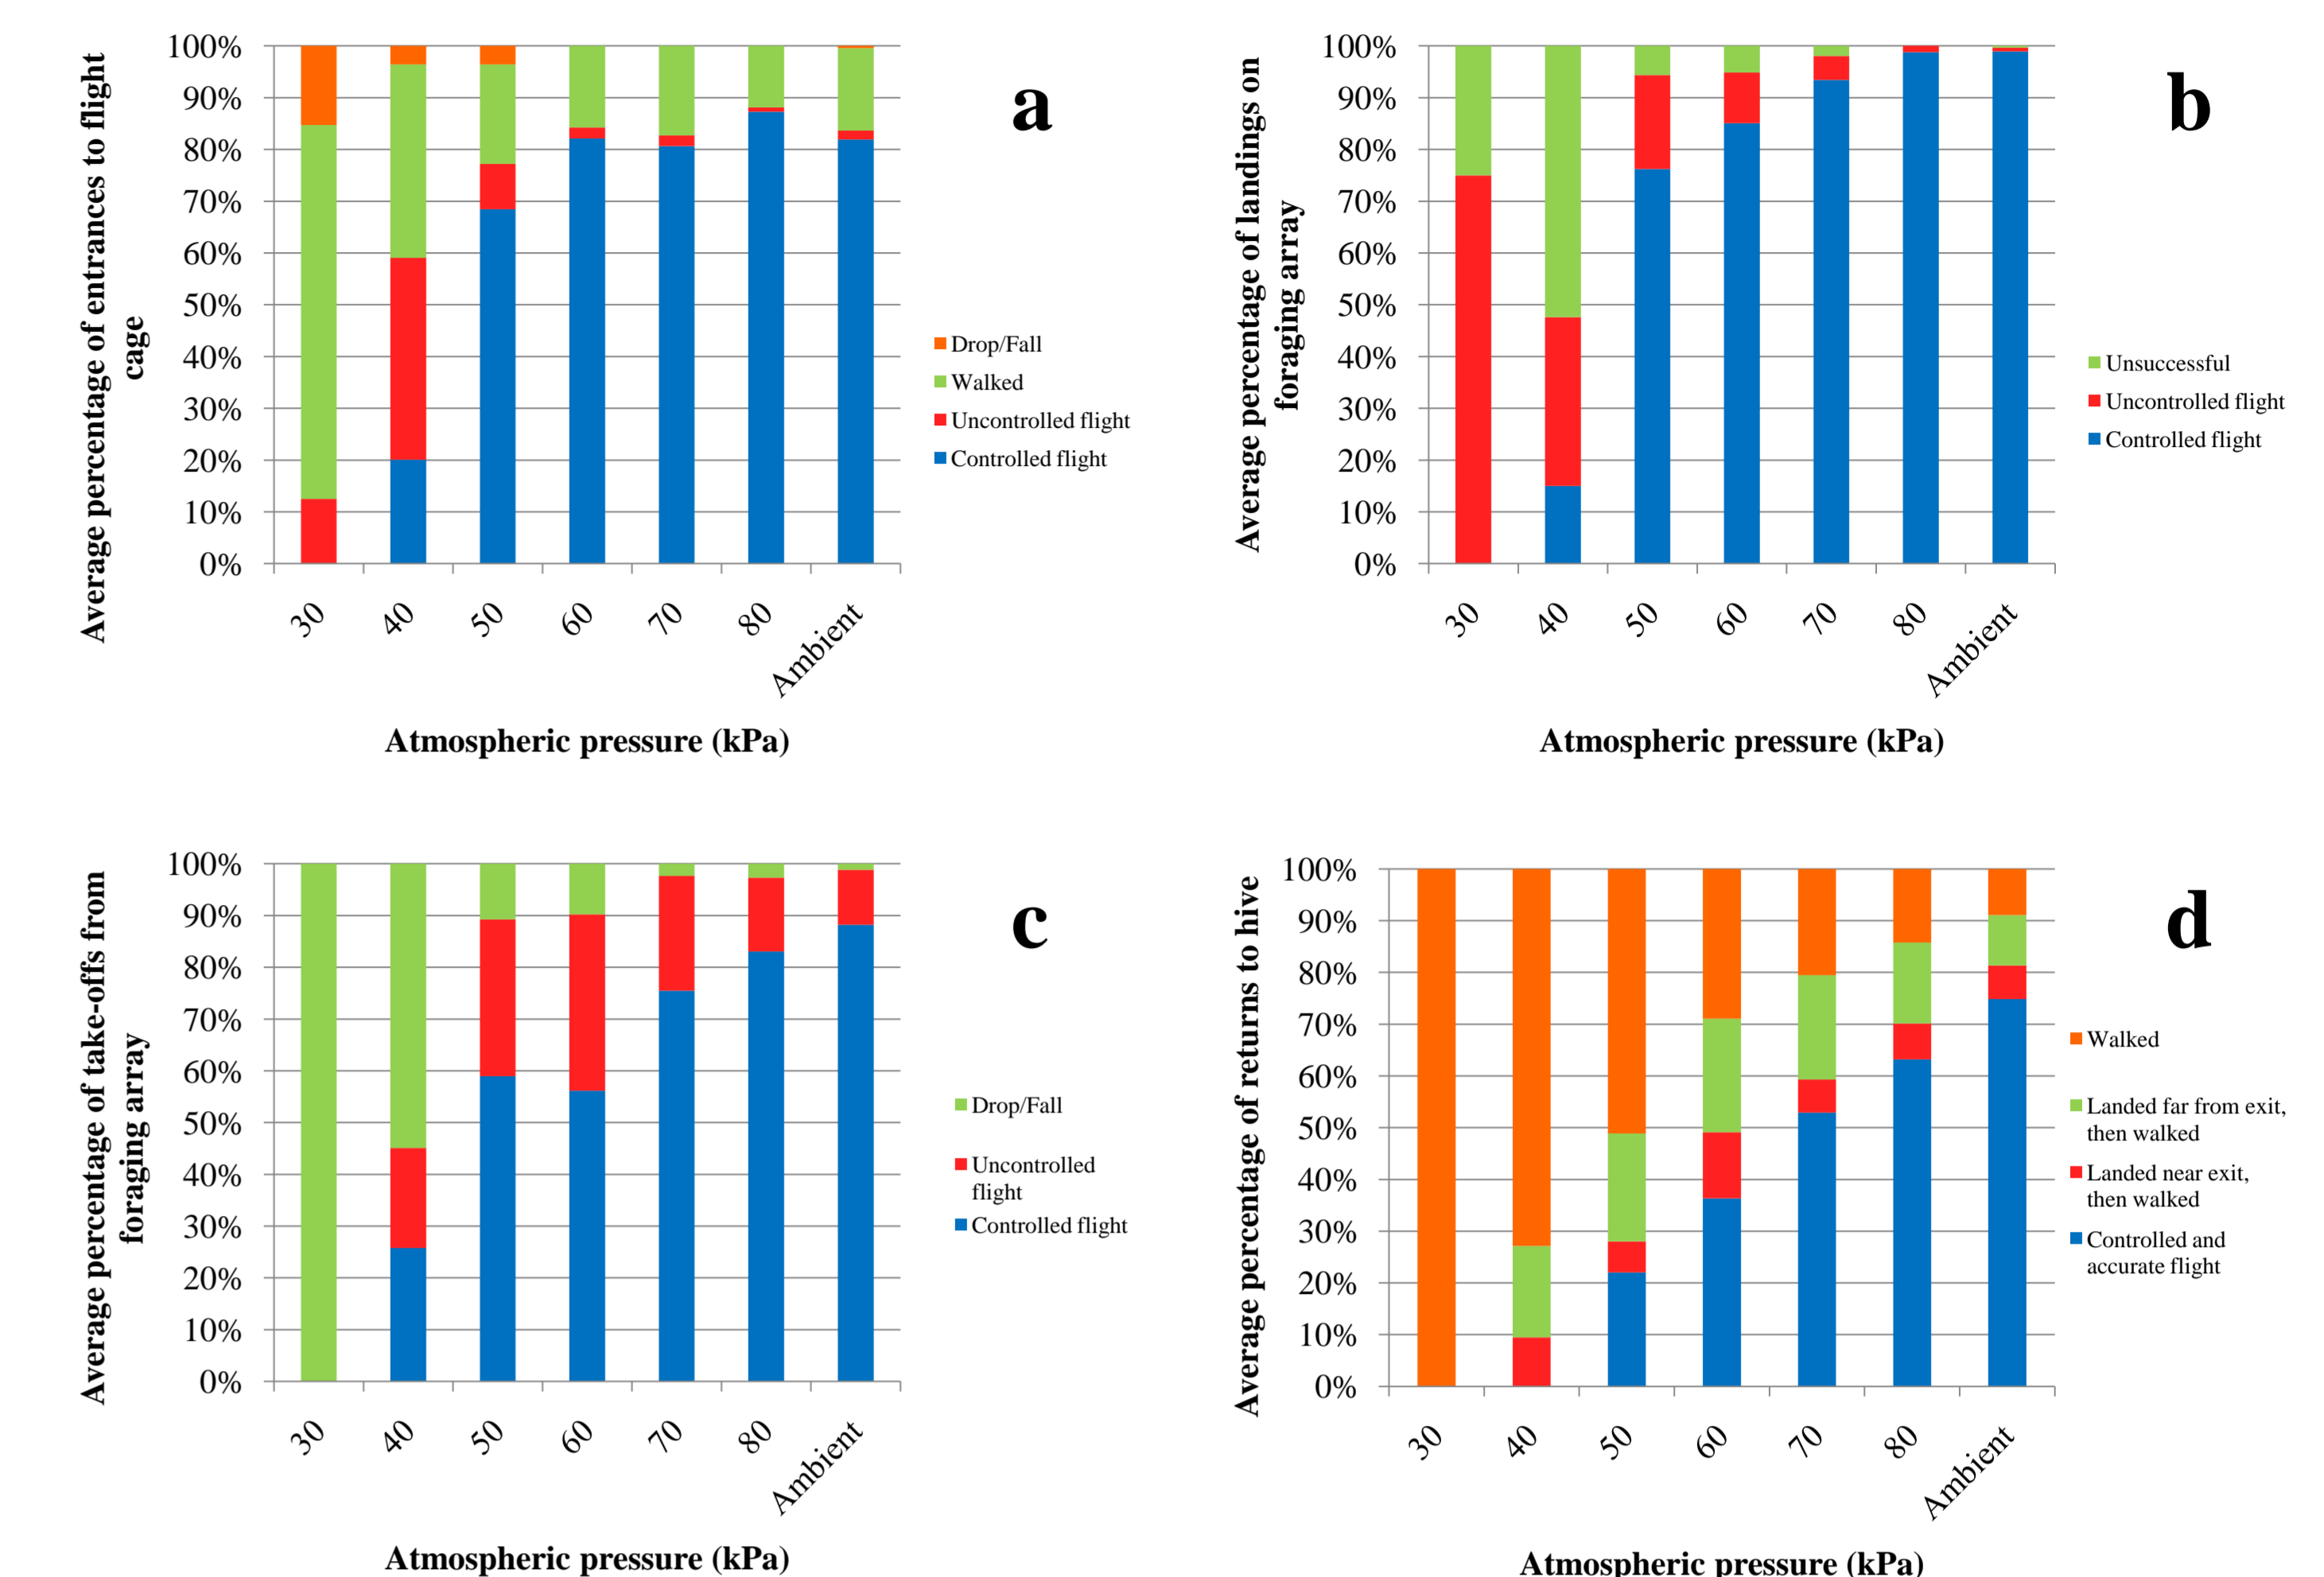 Average percentage of entrances to flight
cage
100%
90%
80%
70%
60%
50%
40%
30%
20%
10%
0%
30
40
50
60
70
80
Ambient
Atmospheric pressure (kPa)
a
Drop/Fall
Walked
Uncontrolled flight
Controlled flight
Average percentage of landings on
foraging array
100%
90%
80%
70%
60%
50%
40%
30%
20%
10%
0%
30
40
50
60
70
80
Ambient
Atmospheric pressure (kPa)
b
Unsuccessful
Uncontrolled flight
Controlled flight
Average percentage of take-offs from
foraging array
100%
90%
80%
70%
60%
50%
40%
30%
20%
10%
0%
30
40
50
60
70
80
Ambient
Atmospheric pressure (kPa)
c
Drop/Fall
Uncontrolled
flight
Controlled flight
Average percentage of returns to hive
100%
90%
80%
70%
60%
50%
40%
30%
20%
10%
0%
30
40
50
60
70
80
Ambient
Atmospheric pressure (kPa)
d
Walked
Landed far from exit,
then walked
Landed near exit,
then walked
Controlled and
accurate flight